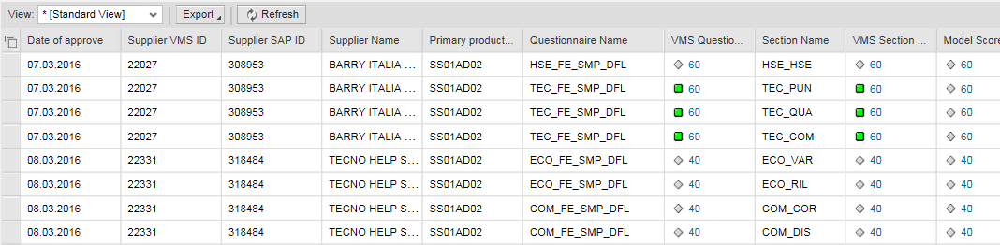 View: * [Standard View] Export Refresh
Date of approve Supplier VMS ID Supplier SAP ID Supplier Name Primary product... Questionnaire Name VMS Questio... Section Name VMS Section ... Model Score
07.03.2016 22027 308953 BARRY ITALIA ... SS01AD02 HSE_FE_SMP_DFL 60 HSE_HSE 60 60
07.03.2016 22027 308953 BARRY ITALIA ... SS01AD02 TEC_FE_SMP_DFL 60 TEC_PUN 60 60
07.03.2016 22027 308953 BARRY ITALIA ... SS01AD02 TEC_FE_SMP_DFL 60 TEC_QUA 60 60
07.03.2016 22027 308953 BARRY ITALIA ... SS01AD02 TEC_FE_SMP_DFL 60 TEC_COM 60 60
08.03.2016 22331 318484 TECNO HELP S... SS01AD02 ECO_FE_SMP_DFL 40 ECO_VAR 40 40
08.03.2016 22331 318484 TECNO HELP S... SS01AD02 ECO_FE_SMP_DFL 40 ECO_RIL 40 40
08.03.2016 22331 318484 TECNO HELP S... SS01AD02 COM_FE_SMP_DFL 40 COM_COR 40 40
08.03.2016 22331 318484 TECNO HELP S... SS01AD02 COM_FE_SMP_DFL 40 COM_DIS 40 40